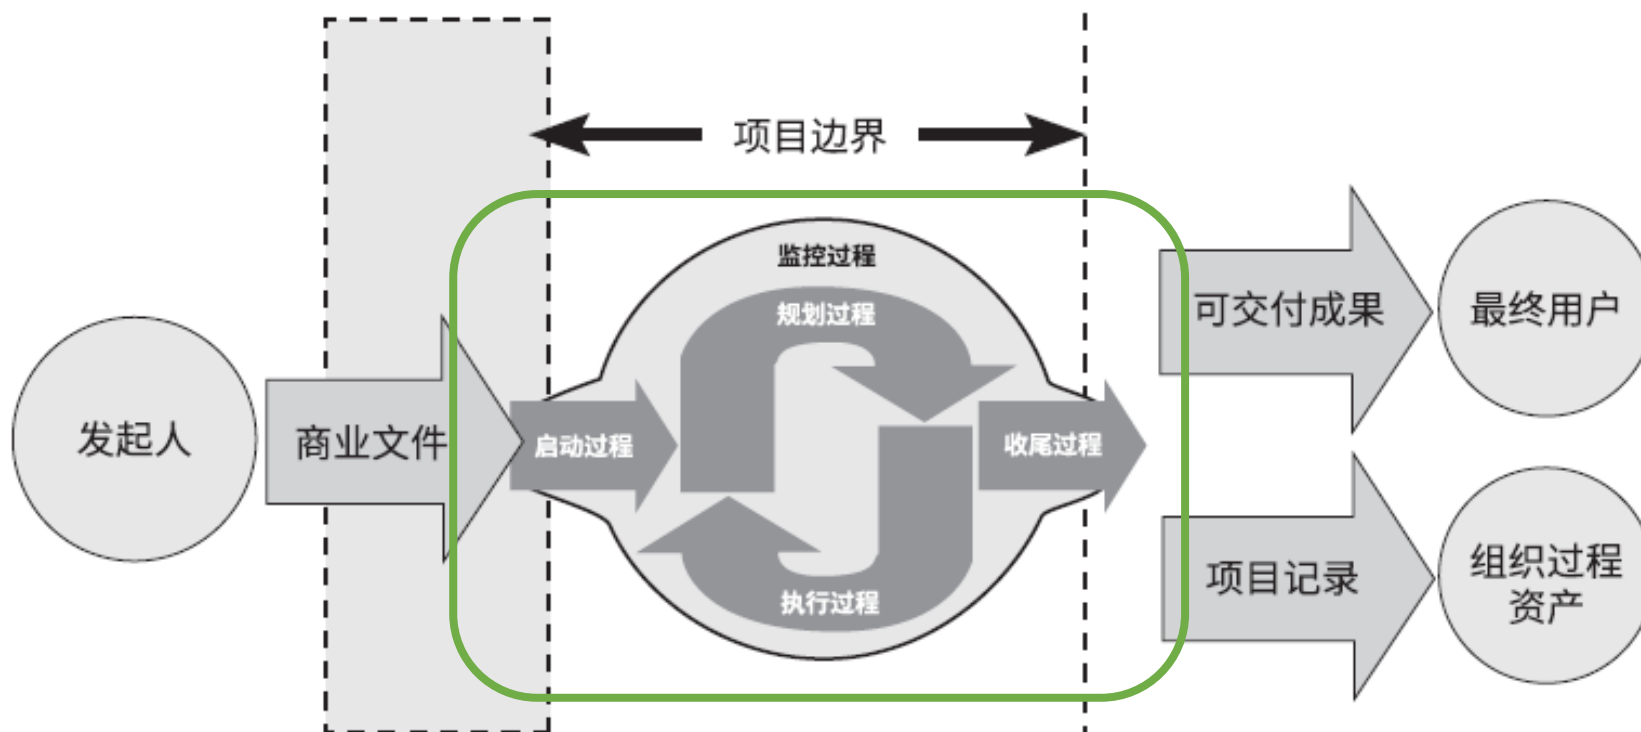 项目边界
监控过程
规划过程
可交付成果
最终用户
发起人
商业文件
启动过程
收尾过程
执行过程
项目记录
组织过程
资产